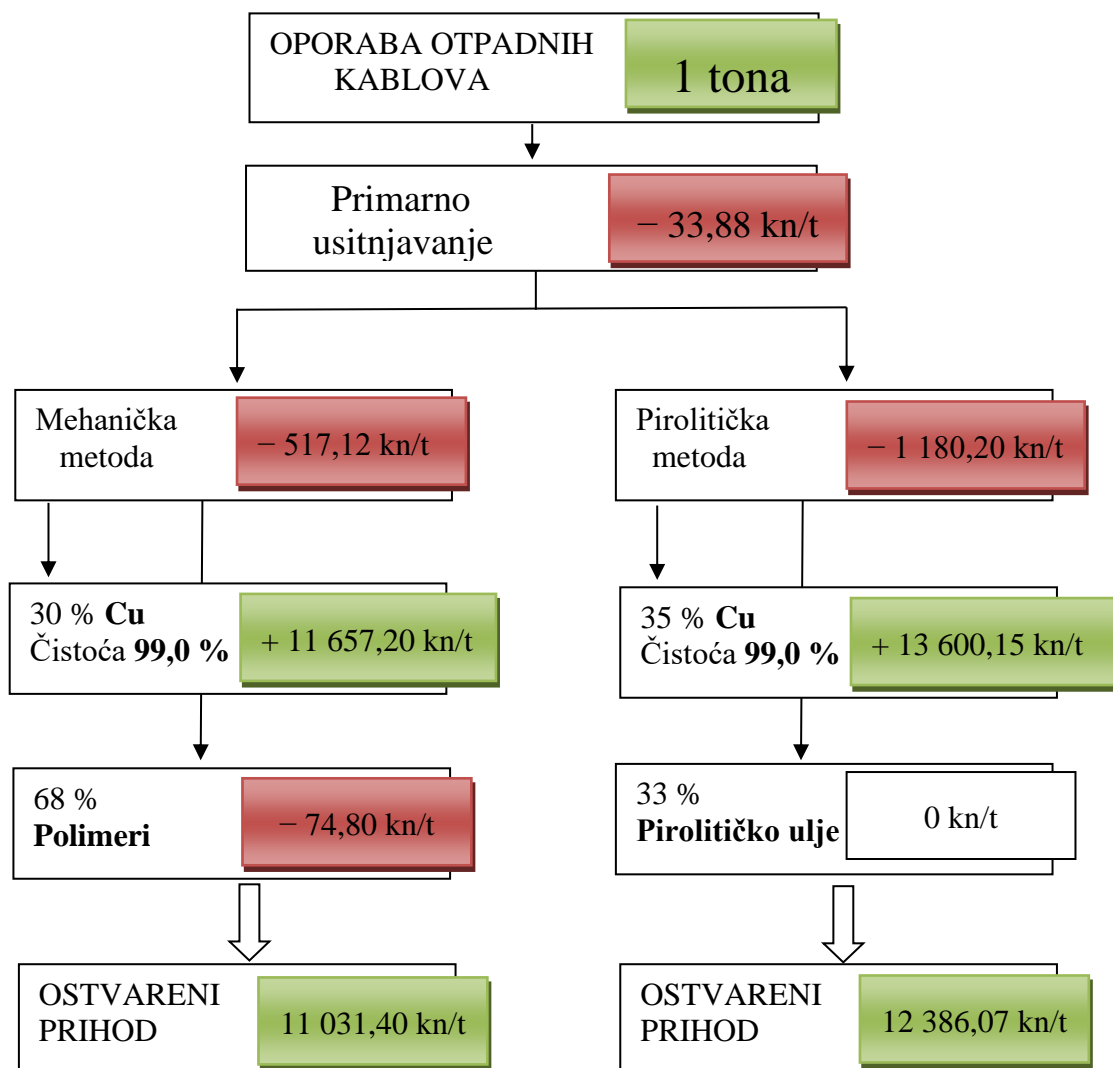 OPORABA OTPADNIH
KABLOVA
1 tona
Primarno
usitnjavanje
− 33,88 kn/t
Mehanička
metoda
− 517,12 kn/t
Pirolitička
metoda
− 1 180,20 kn/t
30 % Cu
Čistoća 99,0 %
+ 11 657,20 kn/t
35 % Cu
Čistoća 99,0 %
+ 13 600,15 kn/t
68 %
Polimeri
− 74,80 kn/t
33 %
Pirolitičko ulje
0 kn/t
OSTVARENI
PRIHOD
11 031,40 kn/t
OSTVARENI
PRIHOD
12 386,07 kn/t